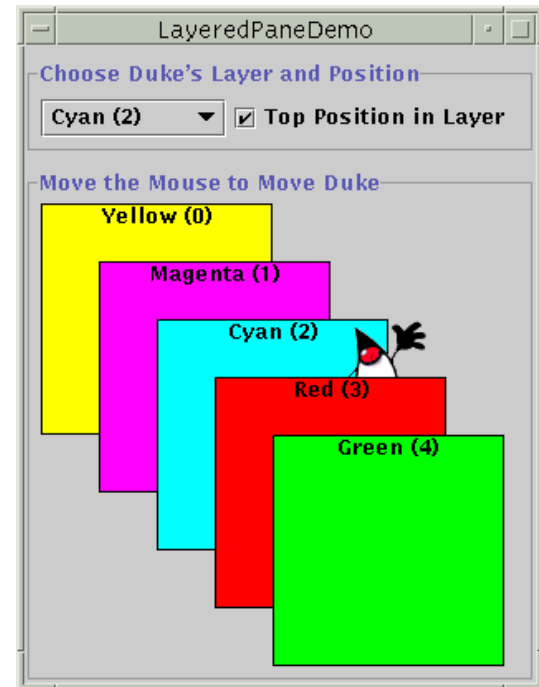 LayeredPaneDemo
Choose Duke's Layer and Position
Cyan (2) Top Position in Layer
Move the Mouse to Move Duke
Yellow (0)
Magenta (1)
Cyan (2)
Red (3)
Green (4)